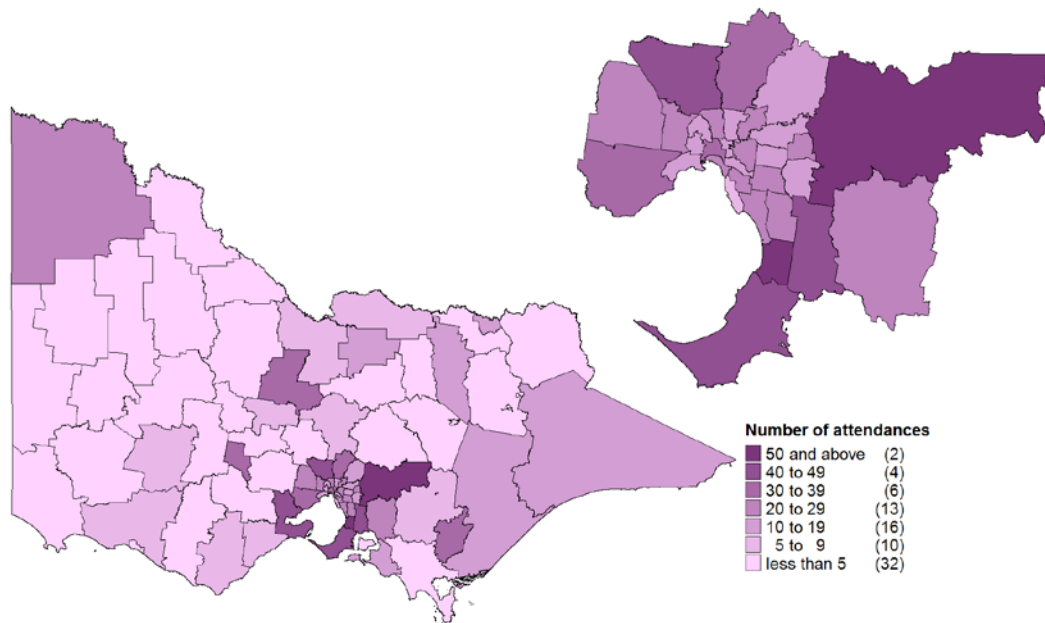 Number of attendances
50 and above (2)
40 to 49 (4)
30 to 39 (6)
20 to 29 (13)
10 to 19 (16)
5 to 9 (10)
less than 5 (32)